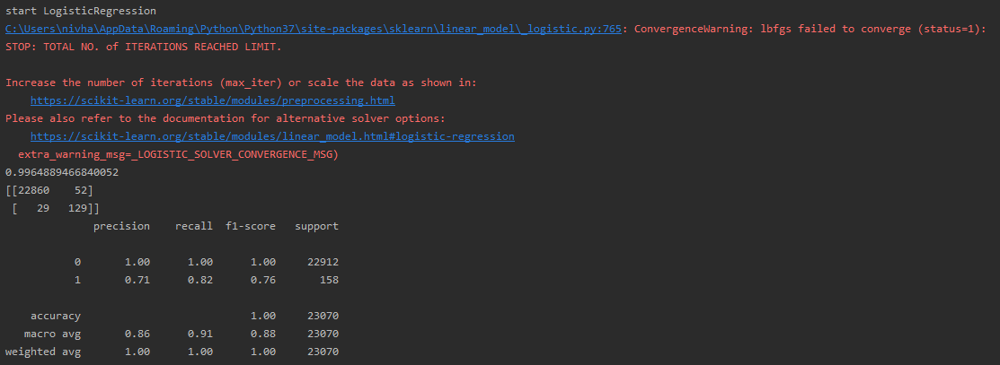 start LogisticRegression
C:\Users\nivha\AppData\Roaming\Python\Python37\site-packages\sklearn\linear_model\_logistic.py:765: ConvergenceWarning: lbfgs failed to converge (status=1):
STOP: TOTAL NO. of ITERATIONS REACHED LIMIT.
Increase the number of iterations (max_iter) or scale the data as shown in:
https://scikit-learn.org/stable/modules/preprocessing.html
Please also refer to the documentation for alternative solver options:
https://scikit-learn.org/stable/modules/linear_model.html#logistic-regression
extra_warning_msg=_LOGISTIC_SOLVER_CONVERGENCE_MSG)
0.9964889466840052
[[22860 52]
[ 29 129]]
precision recall f1-score support
0 1.00 1.00 1.00 22912
1 0.71 0.82 0.76 158
accuracy 1.00 23070
macro avg 0.86 0.91 0.88 23070
weighted avg 1.00 1.00 1.00 23070